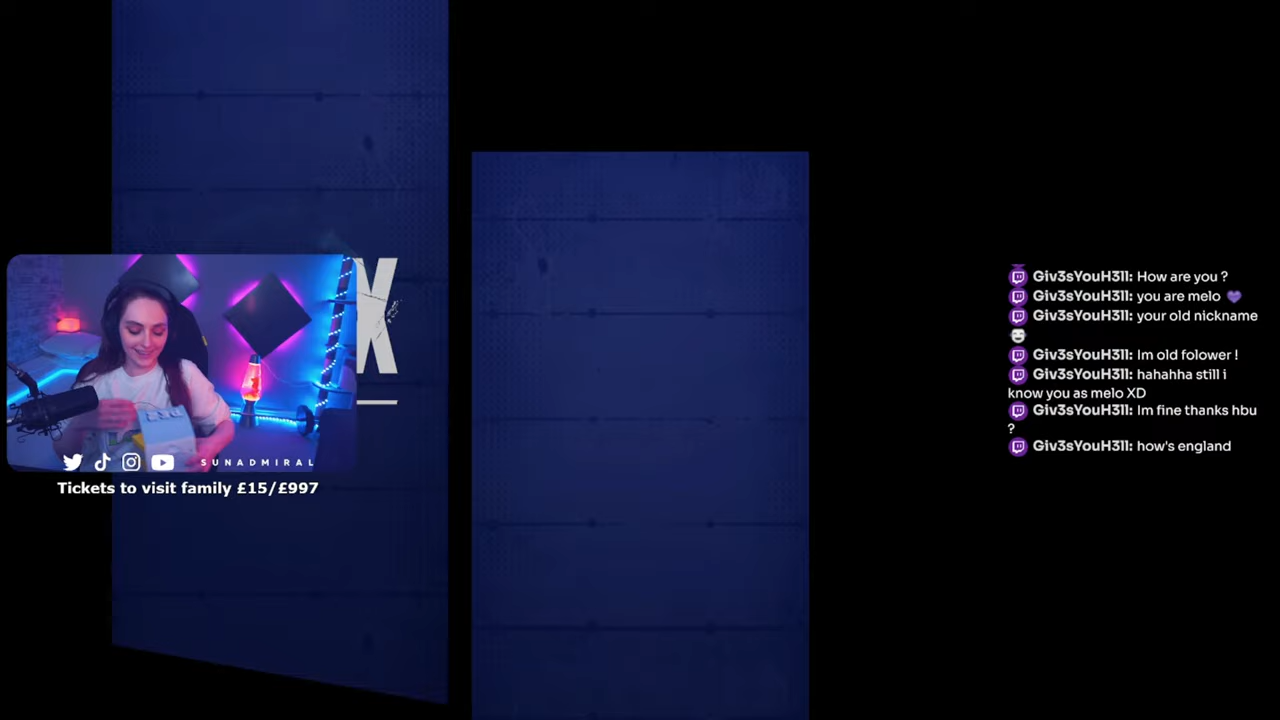 X
SUNADMIRAL
Tickets to visit family £15/£997
Giv3sYouH3ll: How are you ?
Giv3sYouH3ll: you are melo 💜
Giv3sYouH3ll: your old nickname
Giv3sYouH3ll: Im old folower !
Giv3sYouH3ll: hahahha still i
know you as melo XD
Giv3sYouH3ll: Im fine thanks hbu
?
Giv3sYouH3ll: how's england